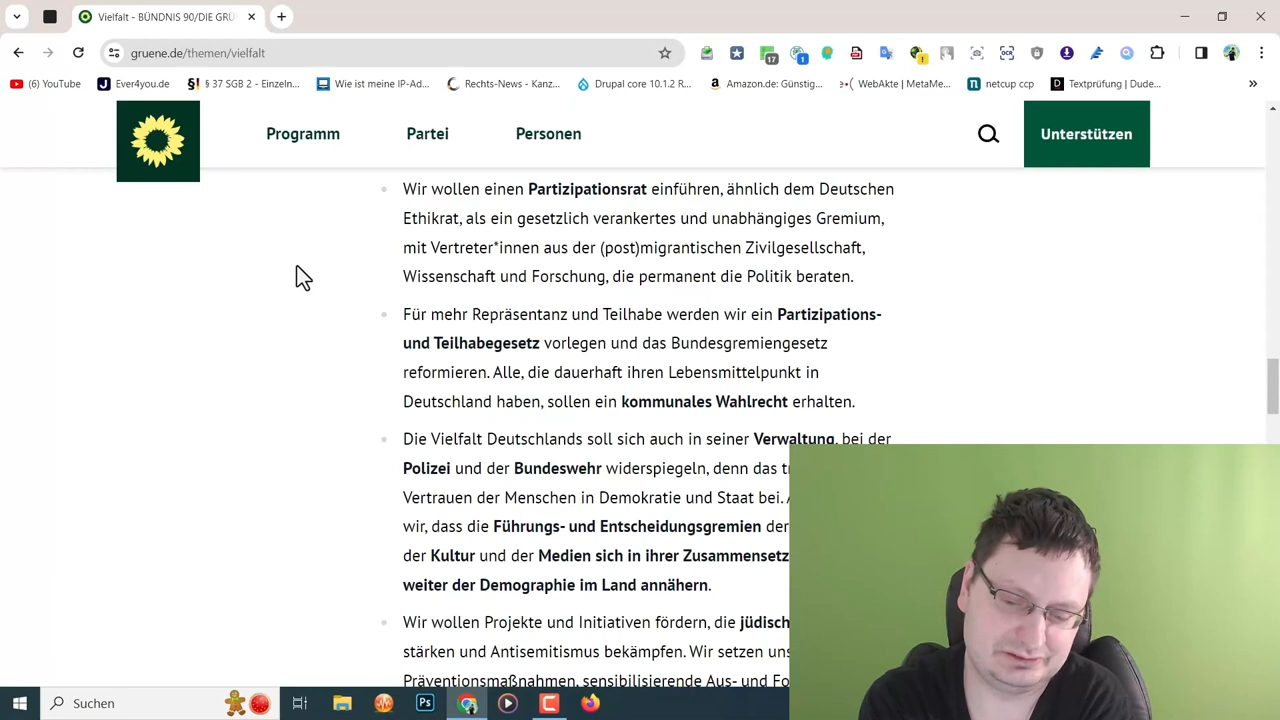 Vielfalt - BÜNDNIS 90/DIE GRÜ
gruene.de/themen/vielfalt
17
1
(6) YouTube
Ever4you.de
§ 37 SGB 2 - Einzeln...
Wie ist meine IP-Ad...
Rechts-News - Kanz...
Drupal core 10.1.2 R...
Amazon.de: Günstig...
WebAkte | MetaMe...
netcup ccp
Textprüfung | Dude...
Programm
Partei
Personen
Unterstützen
Wir wollen einen Partizipationsrat einführen, ähnlich dem Deutschen
Ethikrat, als ein gesetzlich verankertes und unabhängiges Gremium,
mit Vertreter*innen aus der (post)migrantischen Zivilgesellschaft,
Wissenschaft und Forschung, die permanent die Politik beraten.
Für mehr Repräsentanz und Teilhabe werden wir ein Partizipations-
und Teilhabegesetz vorlegen und das Bundesgremiengesetz
reformieren. Alle, die dauerhaft ihren Lebensmittelpunkt in
Deutschland haben, sollen ein kommunales Wahlrecht erhalten.
Die Vielfalt Deutschlands soll sich auch in seiner Verwaltung, bei der
Polizei und der Bundeswehr widerspiegeln, denn das
Vertrauen der Menschen in Demokratie und Staat bei.
wir, dass die Führungs- und Entscheidungsgremien der
der Kultur und der Medien sich in ihrer
weiter der Demographie im Land annähern.
Wir wollen Projekte und Initiativen fördern, die
stärken und Antisemitismus bekämpfen. Wir setzen
Präventionsmaßnahmen, sensibilisierende Aus- und
Suchen